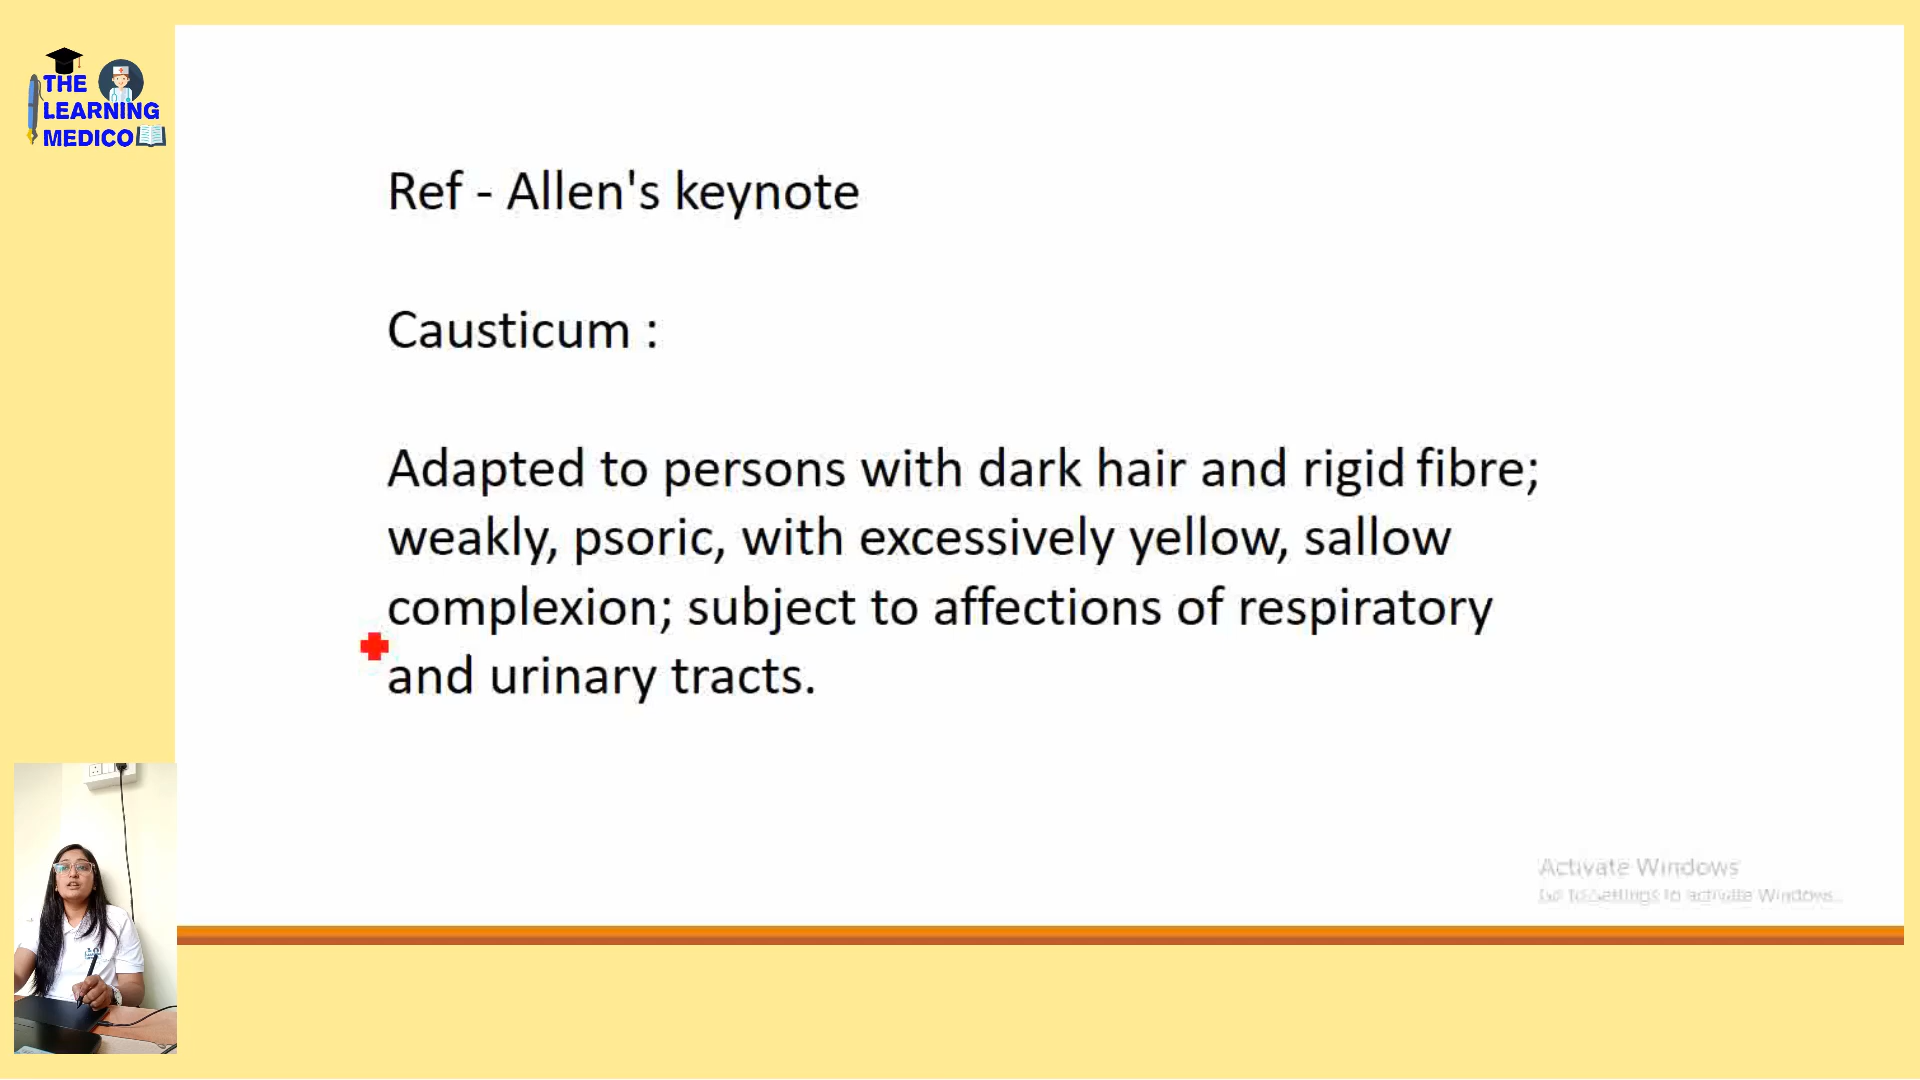 THE
LEARNING
MEDICO
Ref - Allen's keynote
Causticum :
Adapted to persons with dark hair and rigid fibre;
weakly, psoric, with excessively yellow, sallow
complexion; subject to affections of respiratory
and urinary tracts.
Activate Windows
Go to Settings to activate Windows.